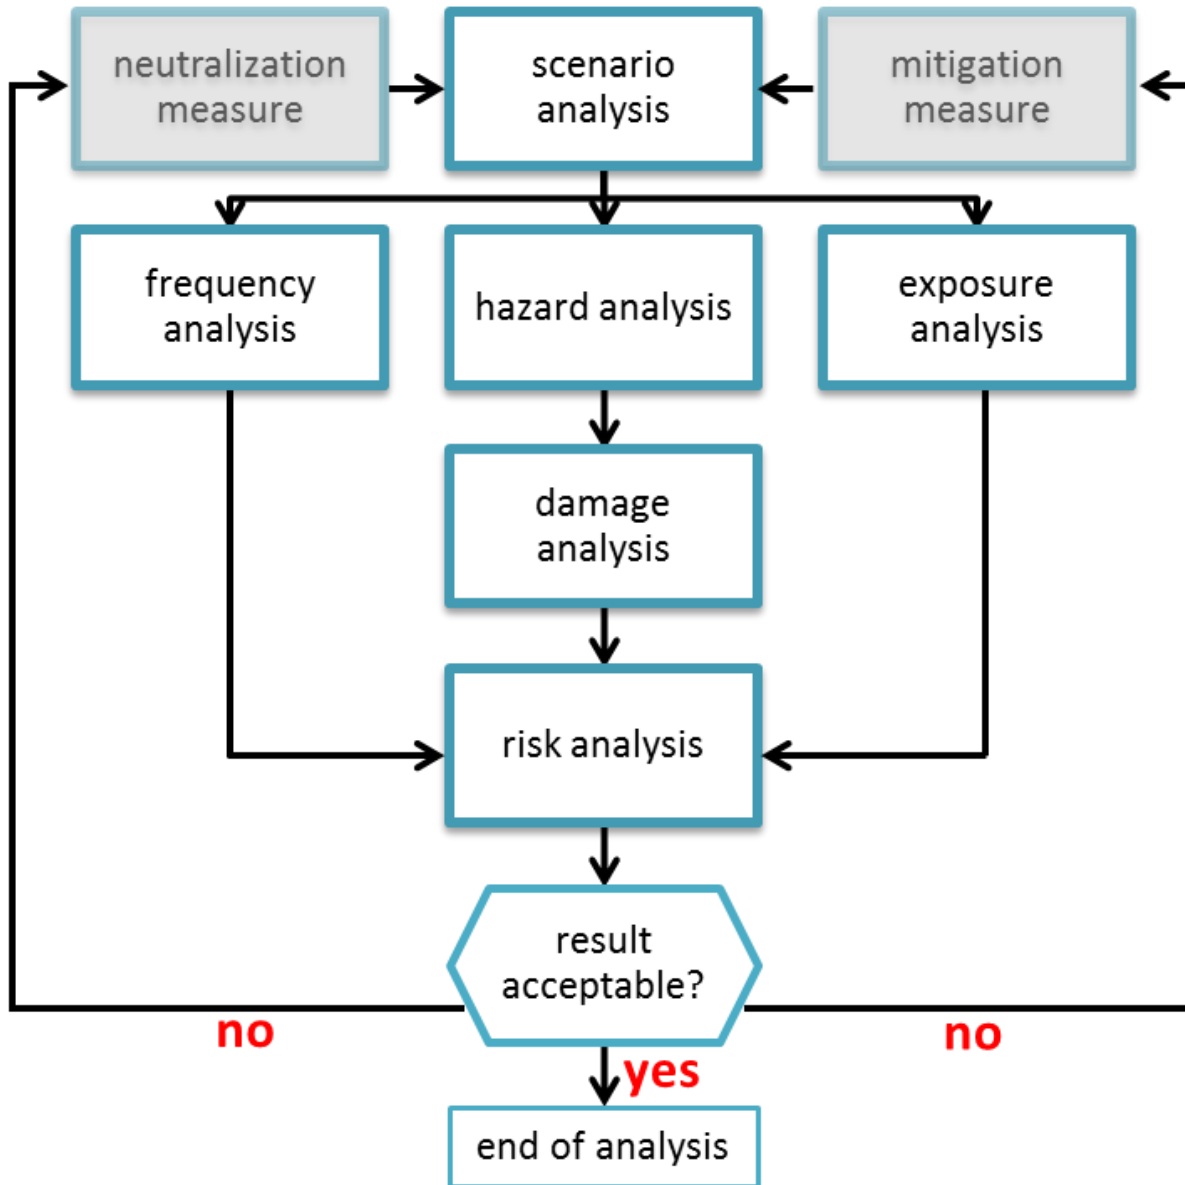 neutralization
measure
scenario
analysis
mitigation
measure
frequency
analysis
hazard analysis
exposure
analysis
damage
analysis
risk analysis
result
acceptable?
no
no
yes
end of analysis